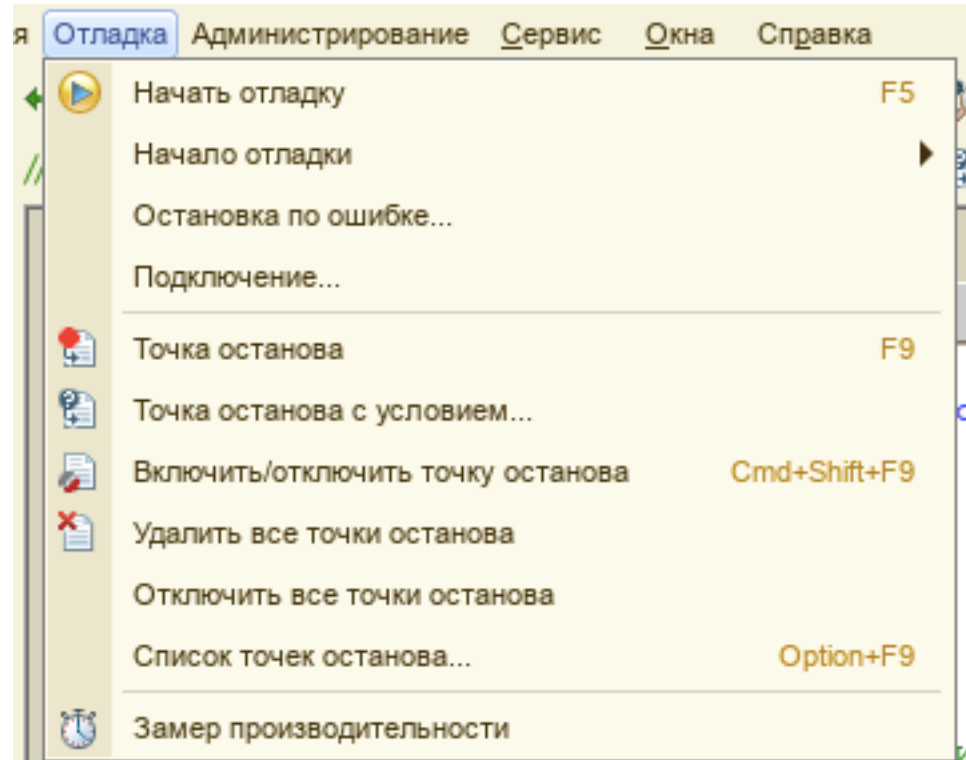 я Отладка Администрирование Сервис Окна Справка
Начать отладку F5
//
Начало отладки
Остановка по ошибке...
Подключение...
Точка останова F9
Точка останова с условием...
Включить/отключить точку останова Cmd+Shift+F9
Удалить все точки останова
Отключить все точки останова
Список точек останова... Option+F9
Замер производительности